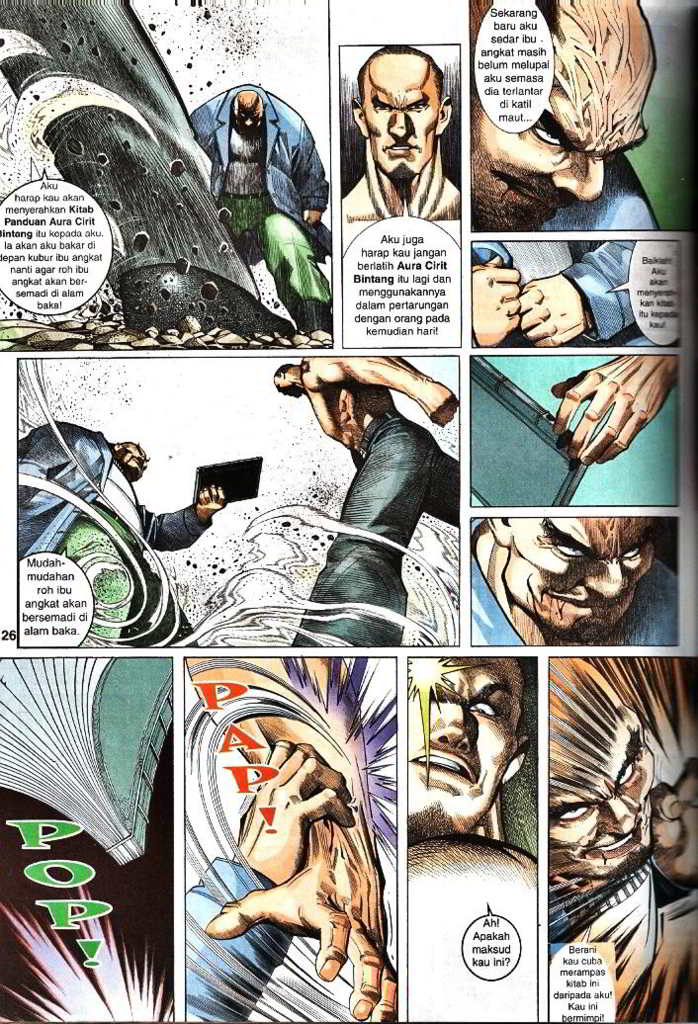 Aku
harap kau akan
menyerahkan Kitab
Panduan Aura Cirit
Bintang itu kepada aku.
Ia akan aku bakar di
depan kubur ibu angkat
nanti agar roh ibu
angkat akan ber-
semadi di alam
baka!
Aku juga
harap kau jangan
berlatih Aura Cirit
Bintang itu lagi dan
menggunakannya
dalam pertarungan
dengan orang pada
kemudian hari!
Sekarang
baru aku
sedar ibu
angkat masih
belum melupai
aku semasa
dia terlantar
di katil
maut...
Baiklah!
Aku
akan
menyerah-
kan kitab
itu kepada
kau!
Mudah-
mudahan
roh ibu
angkat akan
bersemadi di
alam baka.
26
POP!
PAP!
Ah!
Apakah
maksud
kau ini?
Berani
kau cuba
merampas
kitab ini
daripada aku!
Kau ini
bermimpi!